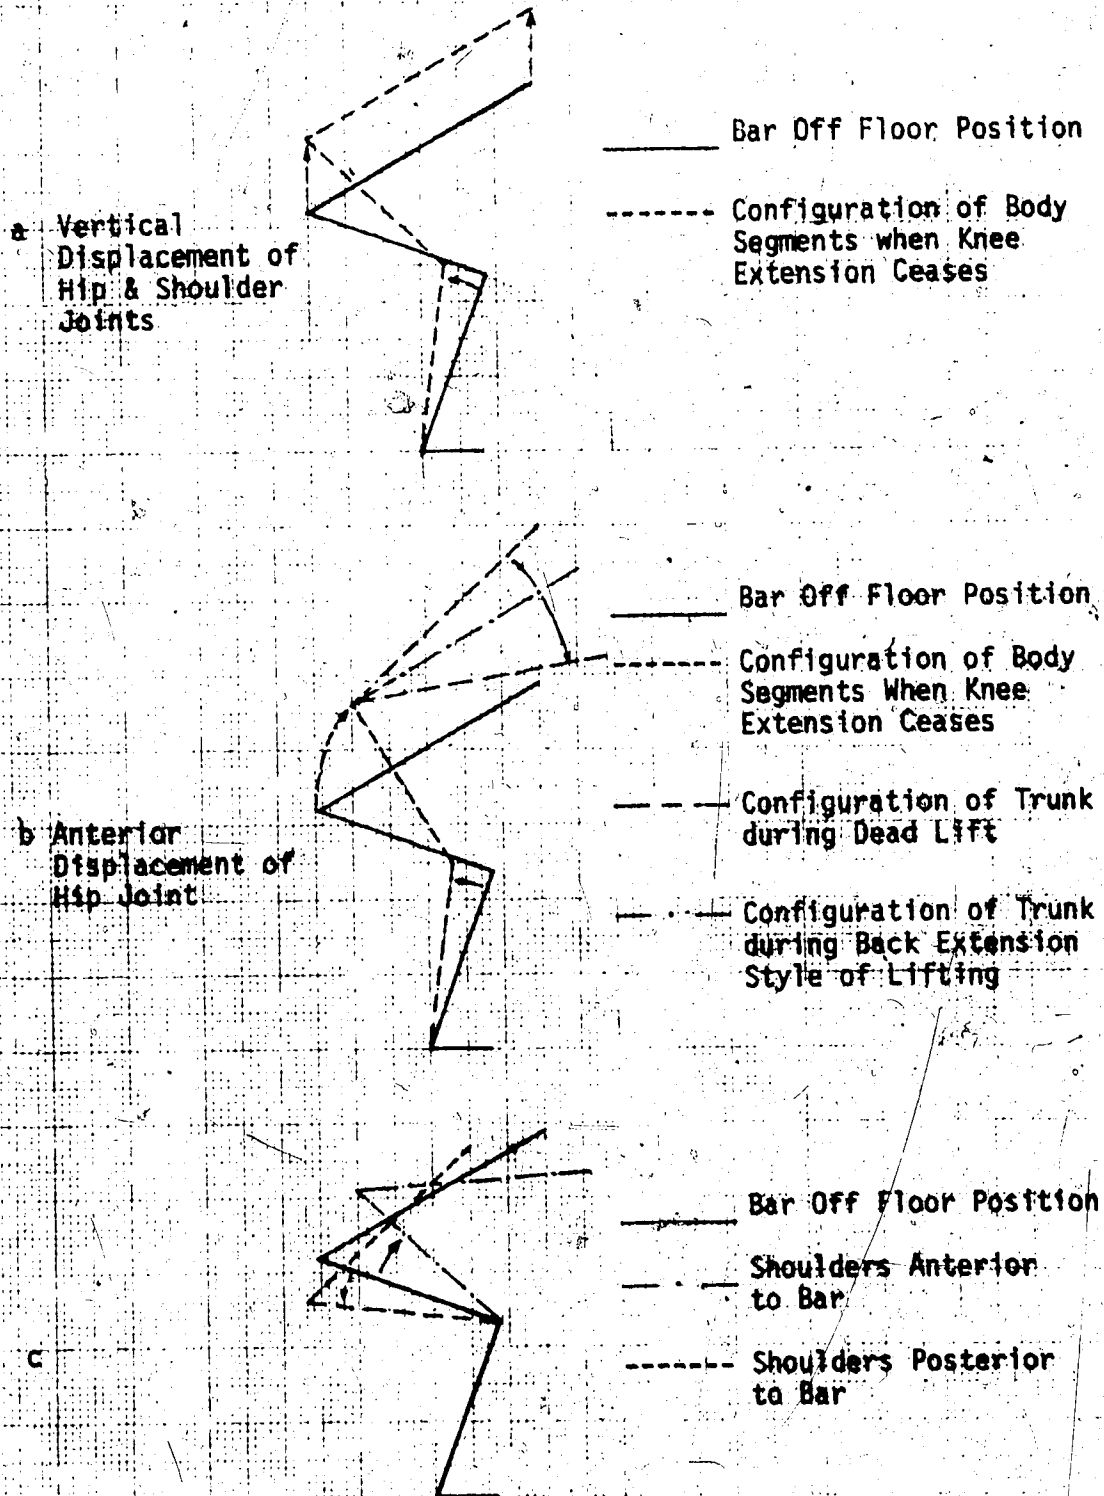 Bar Off Floor Position
Configuration of Body
Segments when Knee
Extension Ceases
a Vertical
Displacement of
Hip & Shoulder
Joints
Bar Off Floor Position
Configuration of Body
Segments When Knee
Extension Ceases
Configuration of Trunk
during Dead Lift
Configuration of Trunk
during Back Extension
Style of Lifting
b Anterior
Displacement of
Hip Joint
Bar Off Floor Position
Shoulders Anterior
to Bar
Shoulders Posterior
to Bar
c